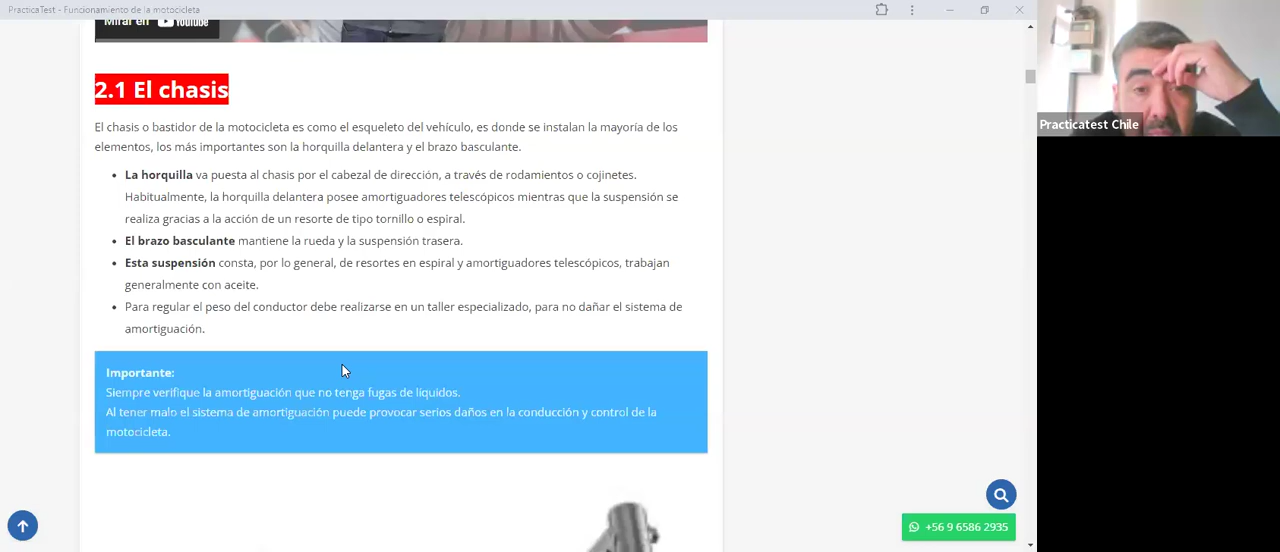 PracticaTest - Funcionamiento de la motocicleta
Mirar en YouTube
2.1 El chasis
El chasis o bastidor de la motocicleta es como el esqueleto del vehículo, es donde se instalan la mayoría de los
elementos, los más importantes son la horquilla delantera y el brazo basculante.
La horquilla va puesta al chasis por el cabezal de dirección, a través de rodamientos o cojinetes.
Habitualmente, la horquilla delantera posee amortiguadores telescópicos mientras que la suspensión se
realiza gracias a la acción de un resorte de tipo tornillo o espiral.
El brazo basculante mantiene la rueda y la suspensión trasera.
Esta suspensión consta, por lo general, de resortes en espiral y amortiguadores telescópicos, trabajan
generalmente con aceite.
Para regular el peso del conductor debe realizarse en un taller especializado, para no dañar el sistema de
amortiguación.
Importante:
Siempre verifique la amortiguación que no tenga fugas de líquidos.
Al tener malo el sistema de amortiguación puede provocar serios daños en la conducción y control de la
motocicleta.
+56 9 6586 2935
Practicatest Chile